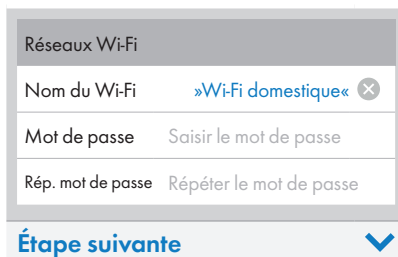 Réseaux Wi-Fi
Nom du Wi-Fi »Wi-Fi domestique«
Mot de passe Saisir le mot de passe
Rép. mot de passe Répéter le mot de passe
Étape suivante